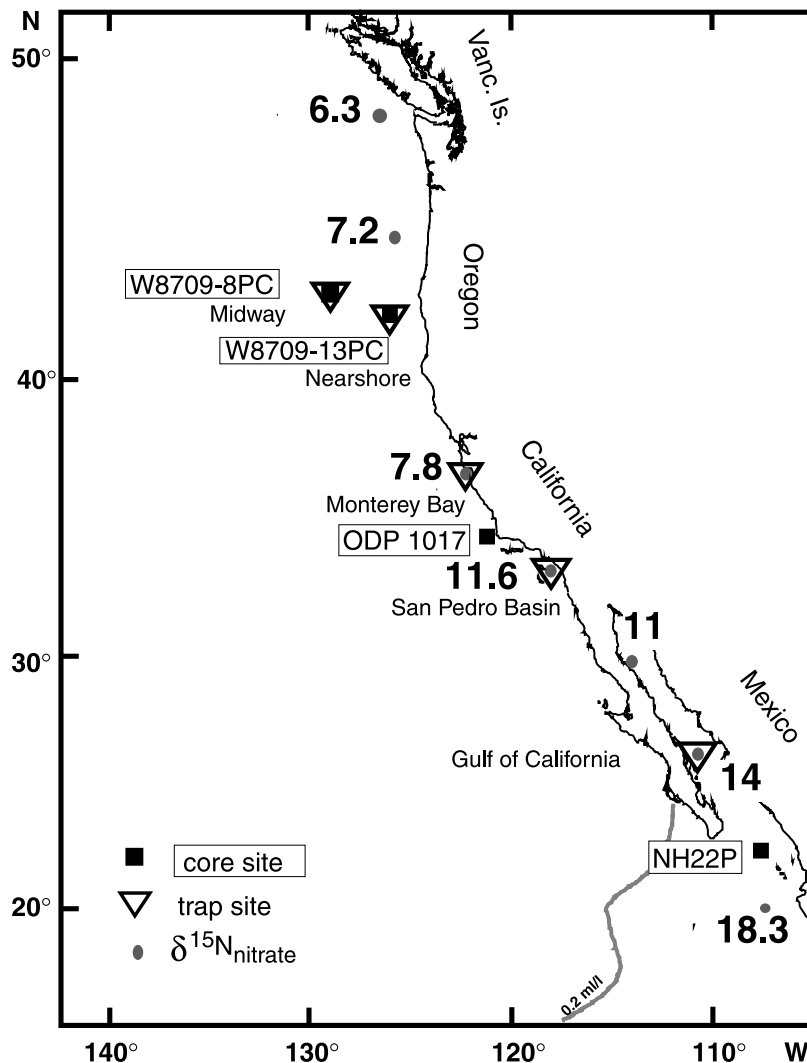 N
50°
Vanc. Is.
6.3
7.2
Oregon
W8709-8PC
Midway
W8709-13PC
Nearshore
40°
7.8
California
Monterey Bay
ODP 1017
11.6
San Pedro Basin
11
30°
Mexico
Gulf of California
14
NH22P
core site
trap site
20°
18.3
δ15Nnitrate
0.2 ml/l
140°
130°
120°
110°
W